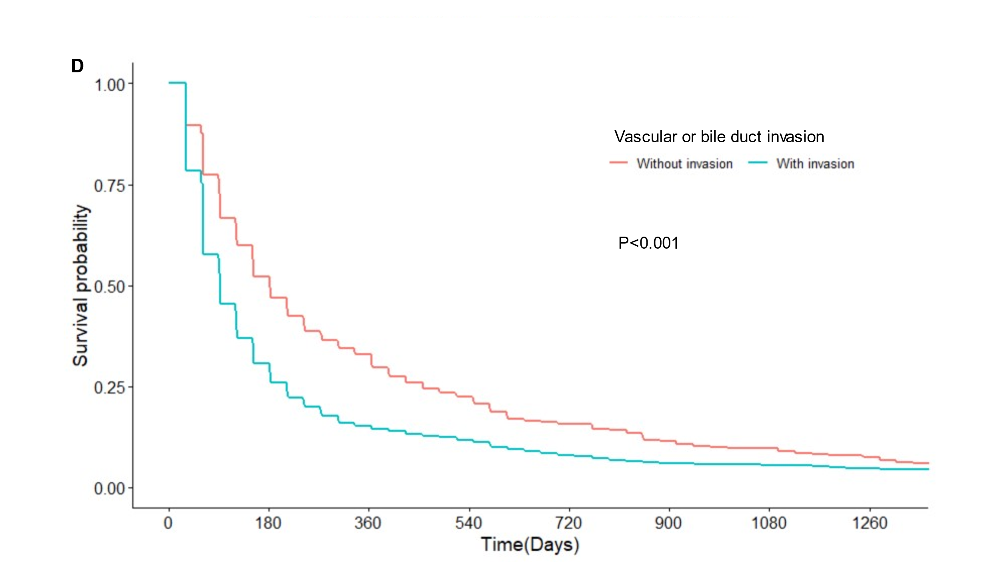 D
1.00
0.75
0.50
0.25
0.00
Survival probability
Vascular or bile duct invasion
Without invasion With invasion
P<0.001
0 180 360 540 720 900 1080 1260
Time(Days)